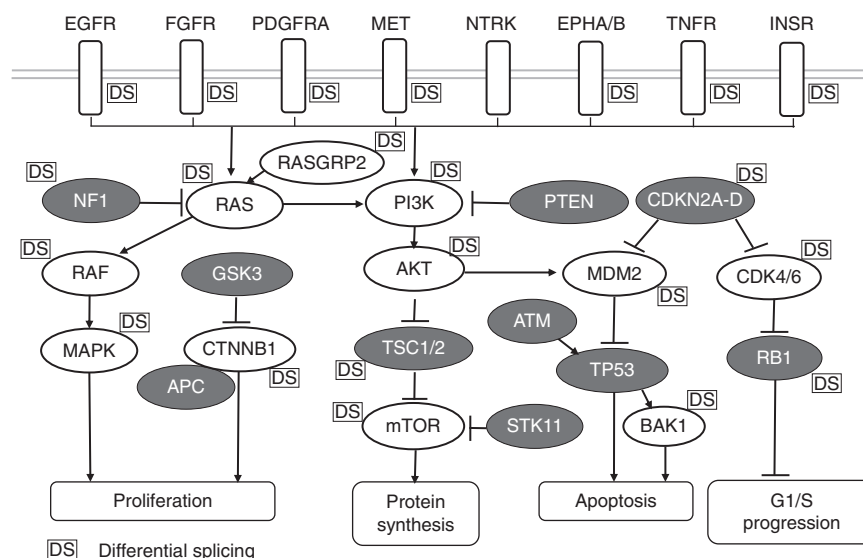 EGFR FGFR PDGFRA MET NTRK EPHA/B TNFR INSR
DS DS DS DS DS DS DS
DS
DS DS RASGRP2 DS DS
NF1 RAS PI3K PTEN CDKN2A-D
DS DS DS
RAF GSK3 AKT MDM2 CDK4/6
DS DS
ATM
MAPK CTNNB1 TSC1/2 RB1
DS DS TP53 DS
APC DS
DS DS
mTOR STK11 BAK1
Proliferation Protein Apoptosis G1/S
synthesis progression
DS Differential splicing